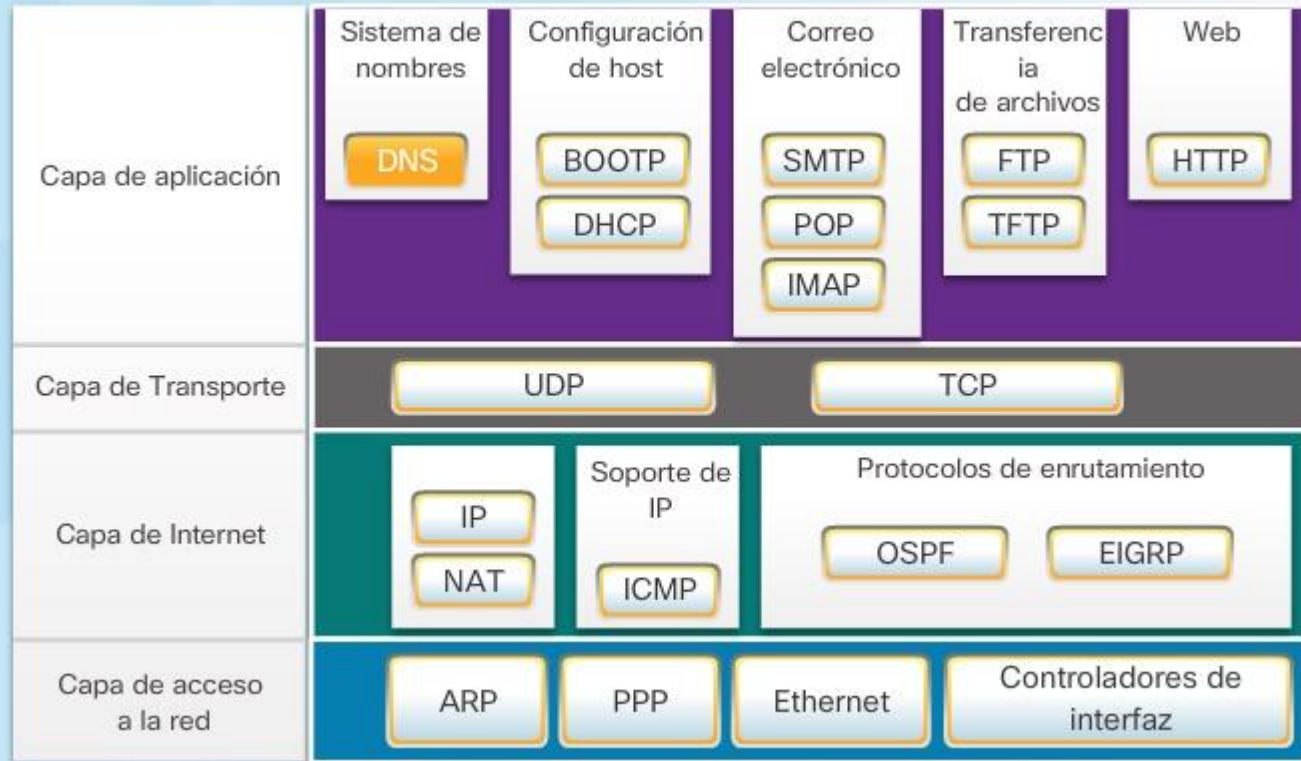 Capa de aplicación
Sistema de
nombres
DNS
Configuración
de host
BOOTP
DHCP
Correo
electrónico
SMTP
POP
IMAP
Transferenc
ia
de archivos
FTP
TFTP
Web
HTTP
Capa de Transporte
UDP
TCP
Capa de Internet
IP
NAT
Soporte de
IP
ICMP
Protocolos de enrutamiento
OSPF
EIGRP
Capa de acceso
a la red
ARP
PPP
Ethernet
Controladores de
interfaz